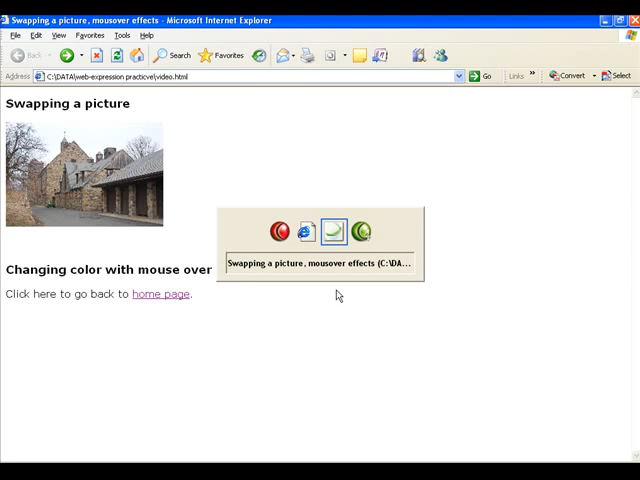 Swapping a picture, mousover effects - Microsoft Internet Explorer
File Edit View Favorites Tools Help
Back Search Favorites
Address C:\DATA\web-expression practicve\video.html Go Links » Convert Select
Swapping a picture
Swapping a picture, mousover effects (C:\DA...
Changing color with mouse over
Click here to go back to home page.